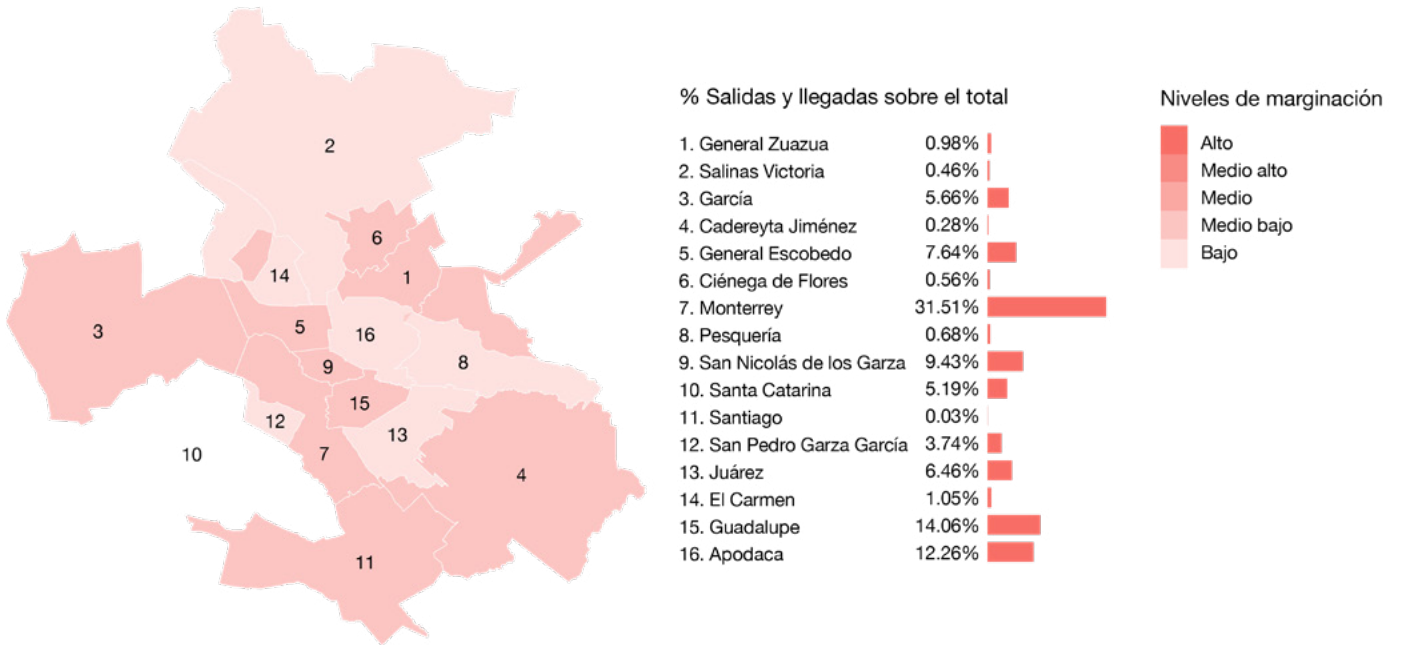 2
6
14
1
3
5
16
9
8
15
12
13
10
7
4
11
% Salidas y llegadas sobre el total
1. General Zuazua 0.98%
2. Salinas Victoria 0.46%
3. García 5.66%
4. Cadereyta Jiménez 0.28%
5. General Escobedo 7.64%
6. Ciénega de Flores 0.56%
7. Monterrey 31.51%
8. Pesquería 0.68%
9. San Nicolás de los Garza 9.43%
10. Santa Catarina 5.19%
11. Santiago 0.03%
12. San Pedro Garza García 3.74%
13. Juárez 6.46%
14. El Carmen 1.05%
15. Guadalupe 14.06%
16. Apodaca 12.26%
Niveles de marginación
Alto
Medio alto
Medio
Medio bajo
Bajo